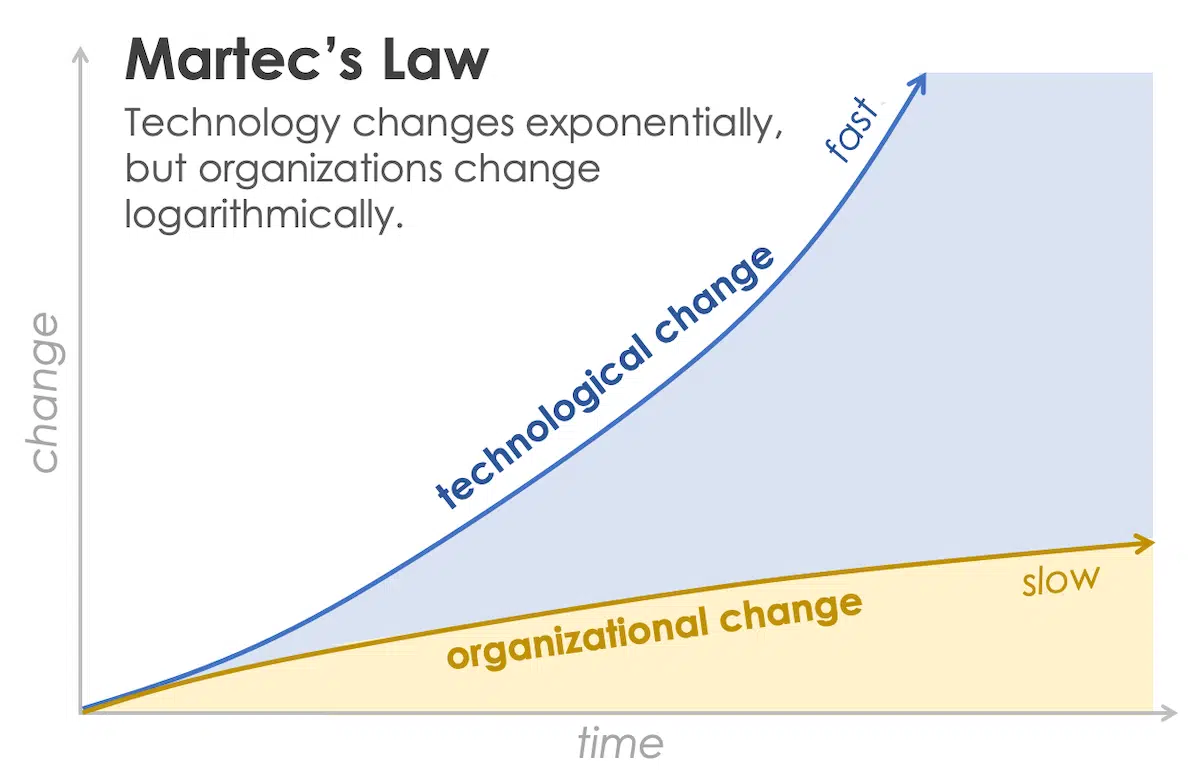 Martec’s Law
Technology changes exponentially,
but organizations change
logarithmically.
fast
technological change
change
organizational change
slow
time